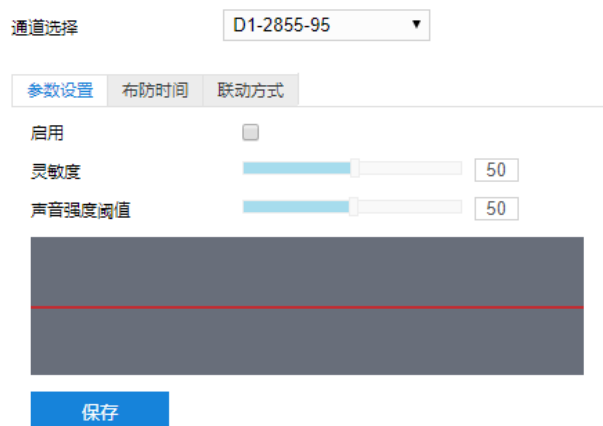 通道选择 D1-2855-95
参数设置 布防时间 联动方式
启用
灵敏度 50
声音强度阈值 50
保存